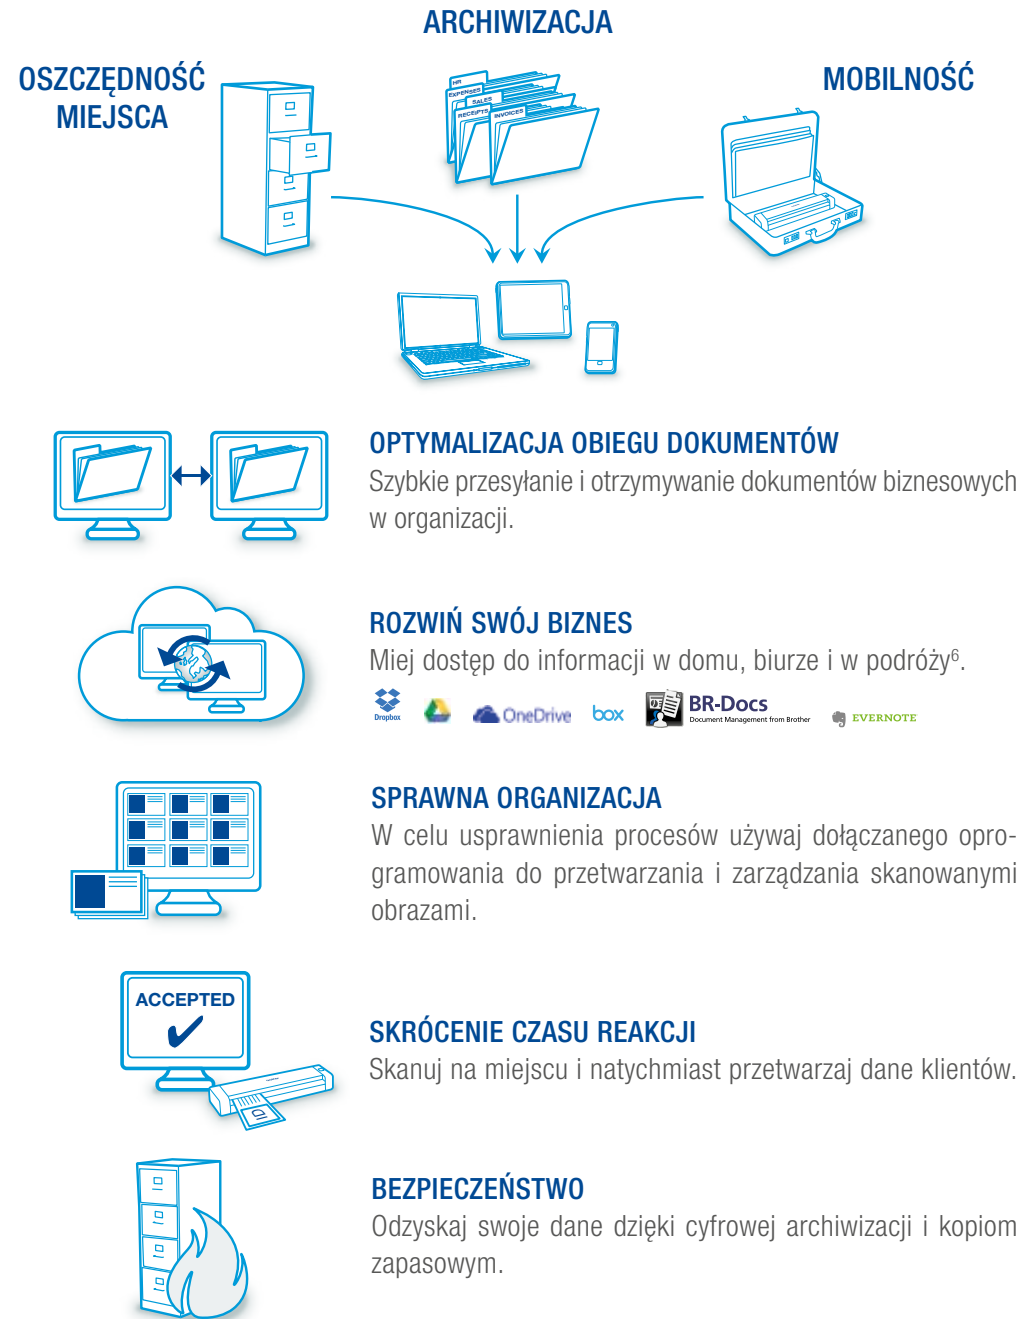 ARCHIWIZACJA
OSZCZĘDNOŚĆ
MIEJSCA
MOBILNOŚĆ
HR
EXPENSES
SALES
RECEIPTS
INVOICES
OPTYMALIZACJA OBIEGU DOKUMENTÓW
Szybkie przesyłanie i otrzymywanie dokumentów biznesowych
w organizacji.
ROZWIŃ SWÓJ BIZNES
Miej dostęp do informacji w domu, biurze i w podróży⁶.
Dropbox
OneDrive
box
BR-Docs
Document Management from Brother
EVERNOTE
SPRAWNA ORGANIZACJA
W celu usprawnienia procesów używaj dołączanego opro-
gramowania do przetwarzania i zarządzania skanowanymi
obrazami.
ACCEPTED
ID
SKRÓCENIE CZASU REAKCJI
Skanuj na miejscu i natychmiast przetwarzaj dane klientów.
BEZPIECZEŃSTWO
Odzyskaj swoje dane dzięki cyfrowej archiwizacji i kopiom
zapasowym.